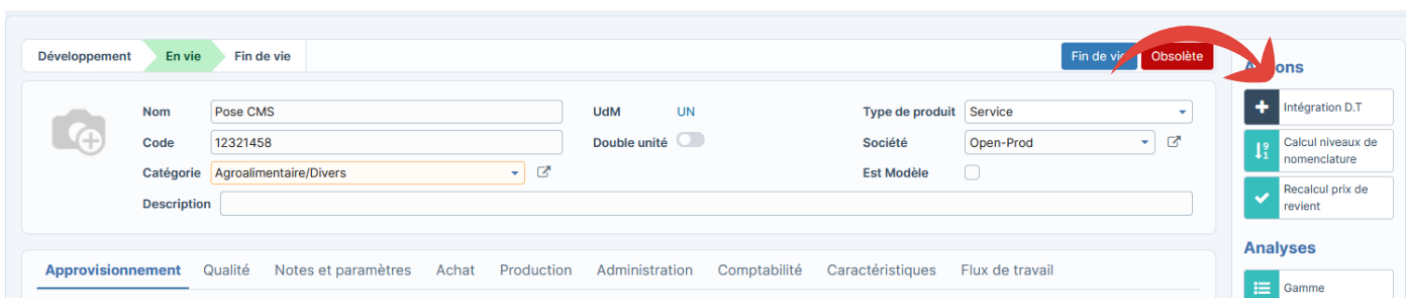 Développement En vie Fin de vie Fin de vie Obsolète
Nom Pose CMS UdM UN Type de produit Service
Code 12321458 Double unité Société Open-Prod
Catégorie Agroalimentaire/Divers Est Modèle
Description
Approvisionnement Qualité Notes et paramètres Achat Production Administration Comptabilité Caractéristiques Flux de travail
Intégration D.T
Calcul niveaux de
nomenclature
Recalcul prix de
revient
Analyses
Gamme